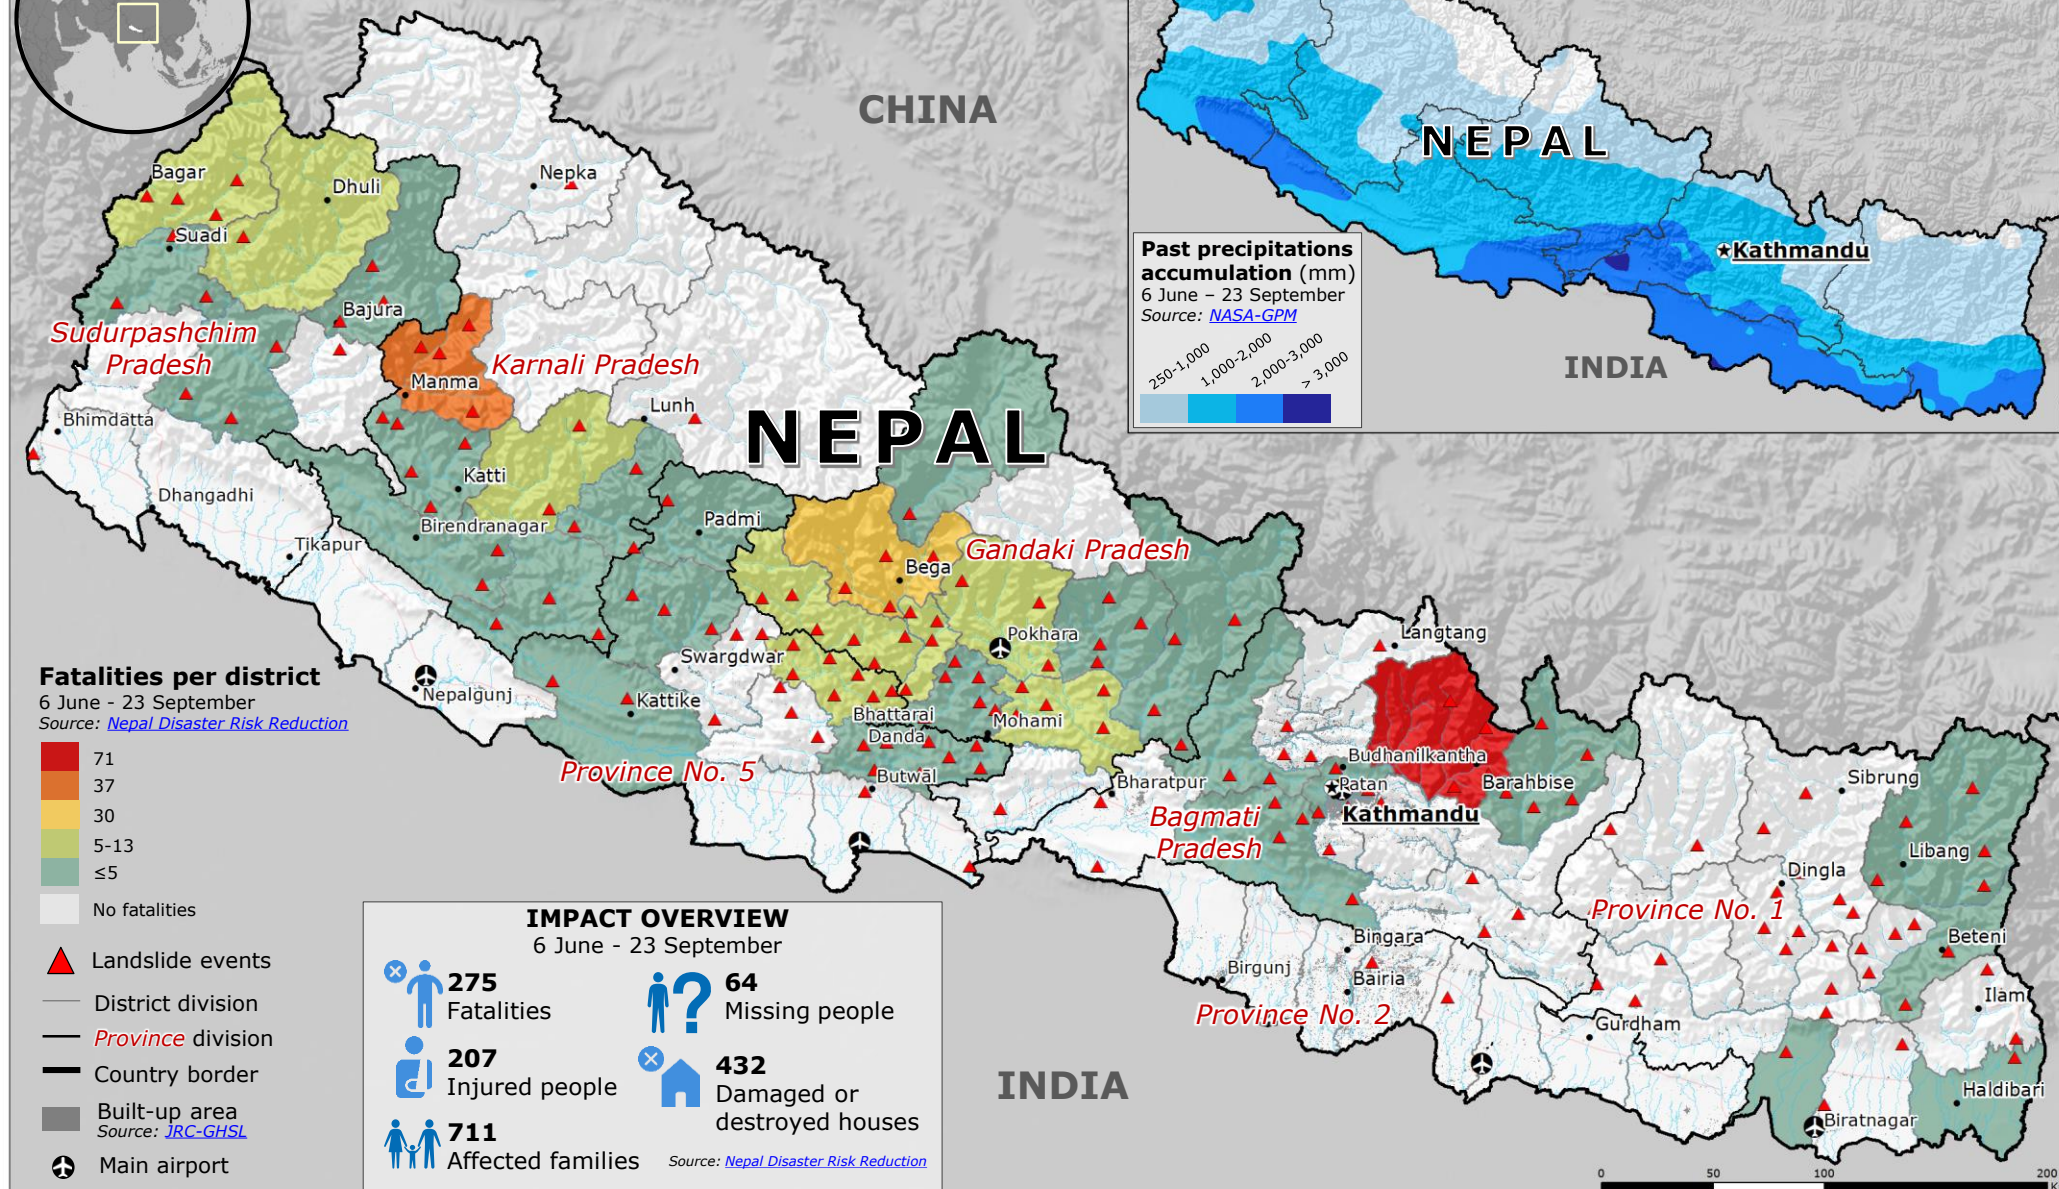 CHINA
NEPAL
Kathmandu
Past precipitations
accumulation (mm)
6 June – 23 September
Source: NASA-GPM
250-1,000
1,000-2,000
2,000-3,000
> 3,000
INDIA
Bagar
Dhuli
Nepka
Suadi
Bajura
Sudurpashchim
Pradesh
Karnali Pradesh
Manma
Lunh
Bhimdatta
NEPAL
Katti
Dhangadhi
Birendranagar
Padmi
Tikapur
Gandaki Pradesh
Bega
Pokhara
Langtang
Swargdwar
Nepalgunj
Kattike
Bhattarai
Danda
Mohami
Budhanilkantha
Province No. 5
Butwāl
Bharatpur
Patan
Barahbise
Sibrung
Kathmandu
Bagmati
Pradesh
Libang
Dingla
Province No. 1
Bingara
Beteni
Birgunj
Bairia
Ilam
Province No. 2
Gurdham
INDIA
Haldibari
Biratnagar
Fatalities per district
6 June - 23 September
Source: Nepal Disaster Risk Reduction
71
37
30
5-13
≤5
No fatalities
Landslide events
District division
Province division
Country border
Built-up area
Source: JRC-GHSL
Main airport
IMPACT OVERVIEW
6 June - 23 September
275
Fatalities
64
Missing people
207
Injured people
432
Damaged or
destroyed houses
711
Affected families
Source: Nepal Disaster Risk Reduction
0 50 100 200